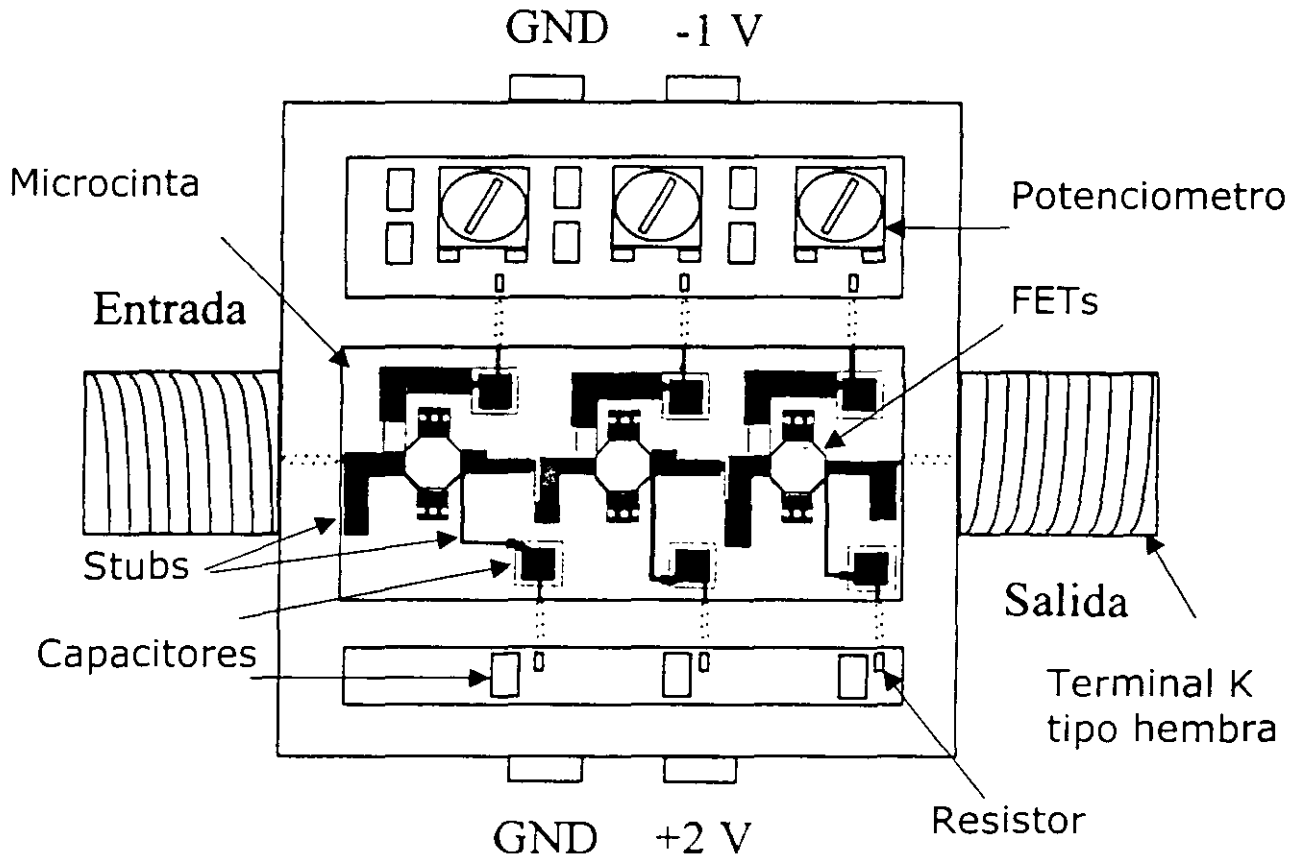 GND -1 V
Microcinta
Potenciometro
Entrada
FETs
Stubs
Salida
Capacitores
Terminal K
tipo hembra
Resistor
GND +2 V